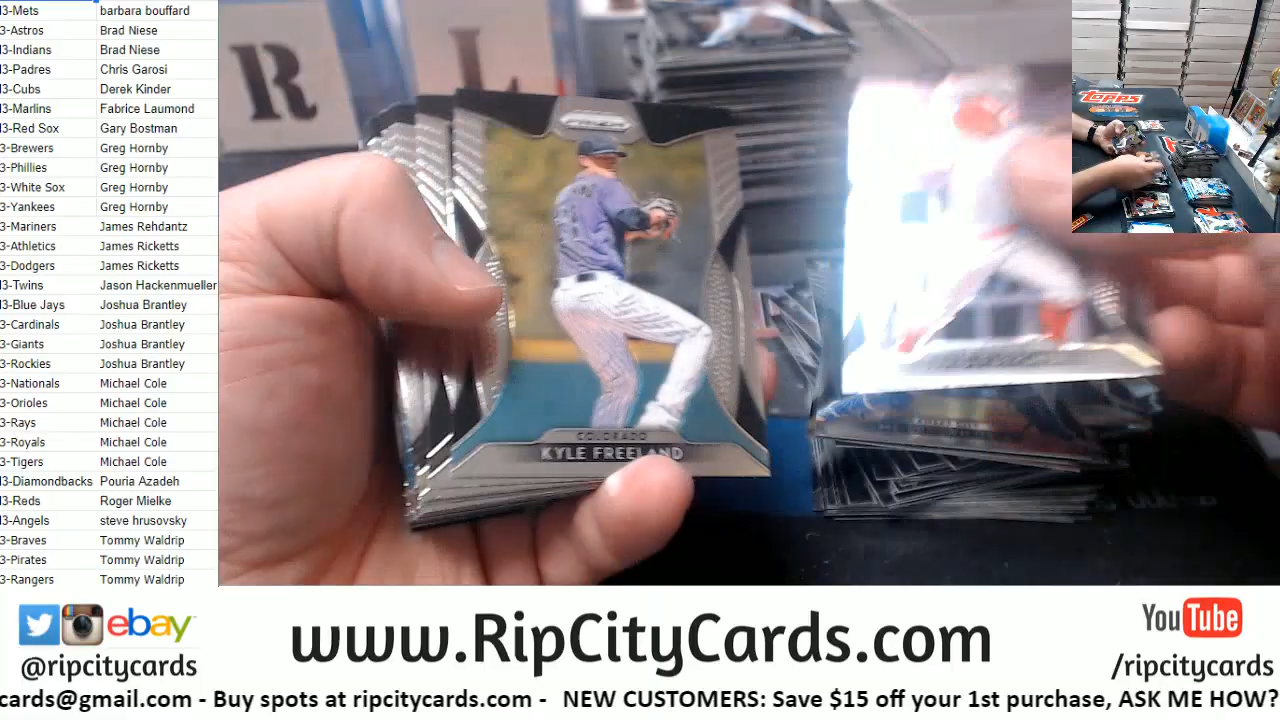 3-Mets barbara bouffard
3-Astros Brad Niese
3-Indians Brad Niese
3-Padres Chris Garosi
3-Cubs Derek Kinder
3-Marlins Fabrice Laumond
3-Red Sox Gary Bostman
3-Brewers Greg Hornby
3-Phillies Greg Hornby
3-White Sox Greg Hornby
3-Yankees Greg Hornby
3-Mariners James Rehdantz
3-Athletics James Ricketts
3-Dodgers James Ricketts
3-Twins Jason Hackenmueller
3-Blue Jays Joshua Brantley
3-Cardinals Joshua Brantley
3-Giants Joshua Brantley
3-Rockies Joshua Brantley
3-Nationals Michael Cole
3-Orioles Michael Cole
3-Rays Michael Cole
3-Royals Michael Cole
3-Tigers Michael Cole
3-Diamondbacks Pouria Azadeh
3-Reds Roger Mielke
3-Angels steve hrusovsky
3-Braves Tommy Waldrip
3-Pirates Tommy Waldrip
3-Rangers Tommy Waldrip
R L
TOPPS
COLORADO
KYLE FREELAND
ebay
@ripcitycards
www.RipCityCards.com
YouTube
/ripcitycards
cards@gmail.com - Buy spots at ripcitycards.com - NEW CUSTOMERS: Save $15 off your 1st purchase, ASK ME HOW?